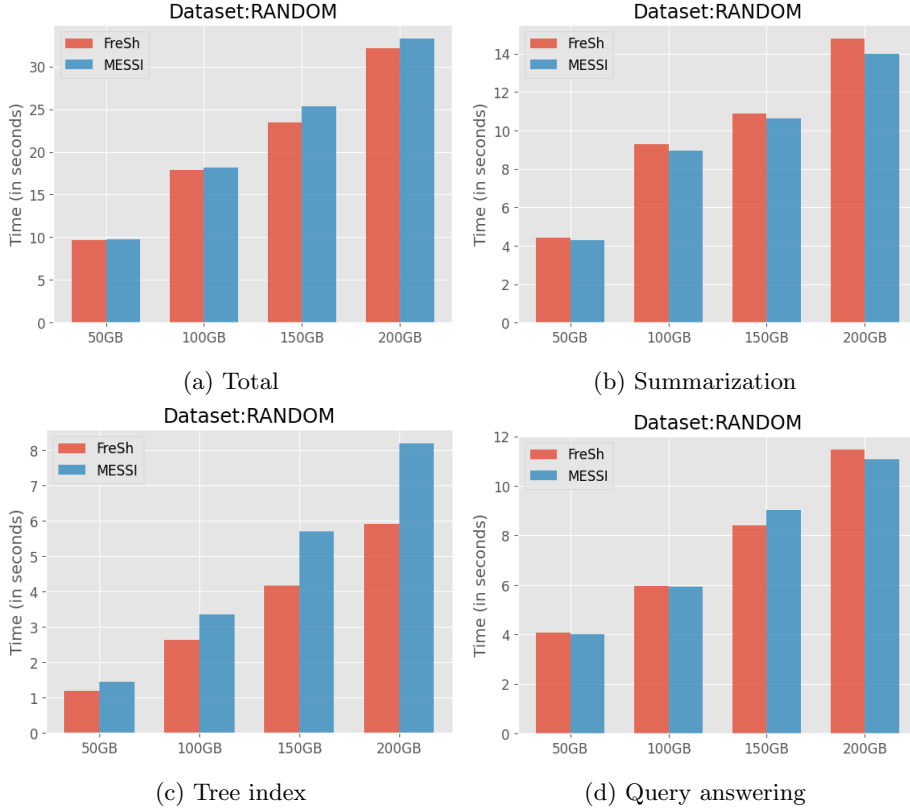 Dataset:RANDOM
FreSh
MESSI
Time (in seconds)
30
25
20
15
10
5
0
50GB 100GB 150GB 200GB
(a) Total
Dataset:RANDOM
FreSh
MESSI
Time (in seconds)
14
12
10
8
6
4
2
0
50GB 100GB 150GB 200GB
(b) Summarization
Dataset:RANDOM
FreSh
MESSI
Time (in seconds)
8
7
6
5
4
3
2
1
0
50GB 100GB 150GB 200GB
(c) Tree index
Dataset:RANDOM
FreSh
MESSI
Time (in seconds)
12
10
8
6
4
2
0
50GB 100GB 150GB 200GB
(d) Query answering